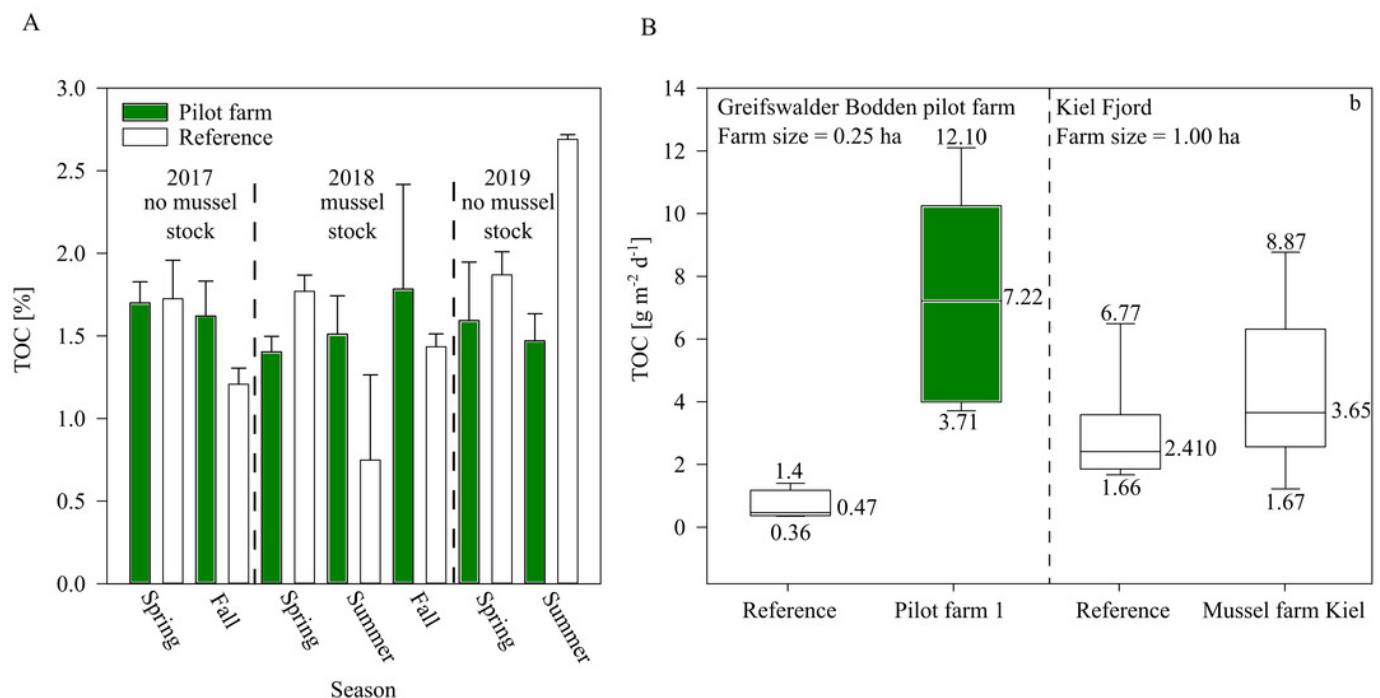 A
TOC [%]
3.0
2.5
2.0
1.5
1.0
0.5
0.0
Pilot farm
Reference
2017
no mussel
stock
2018
mussel
stock
2019
no mussel
stock
Spring
Fall
Spring
Summer
Fall
Spring
Summer
Season
B
TOC [g m⁻² d⁻¹]
14
12
10
8
6
4
2
0
Greifswalder Bodden pilot farm
Farm size = 0.25 ha
Kiel Fjord
Farm size = 1.00 ha
b
1.4
0.47
0.36
12.10
7.22
3.71
6.77
2.410
1.66
8.87
3.65
1.67
Reference
Pilot farm 1
Reference
Mussel farm Kiel